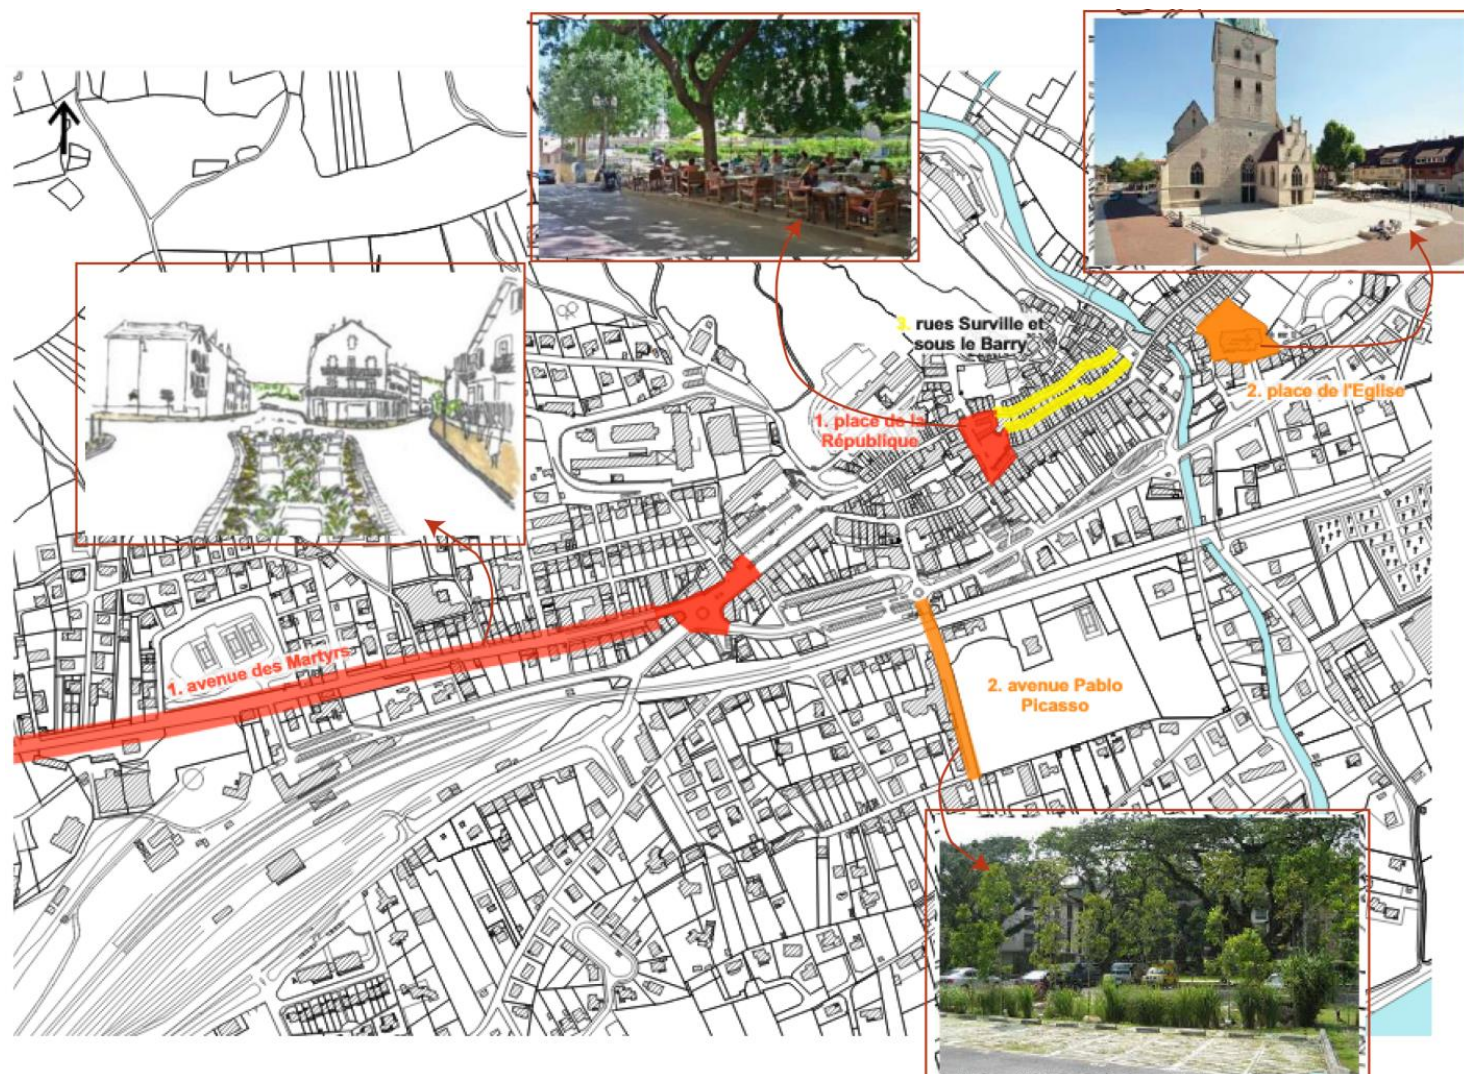 3. rues Surville et
sous le Barry
2. place de l'Eglise
1. place de la
République
1. avenue des Martyrs
2. avenue Pablo
Picasso